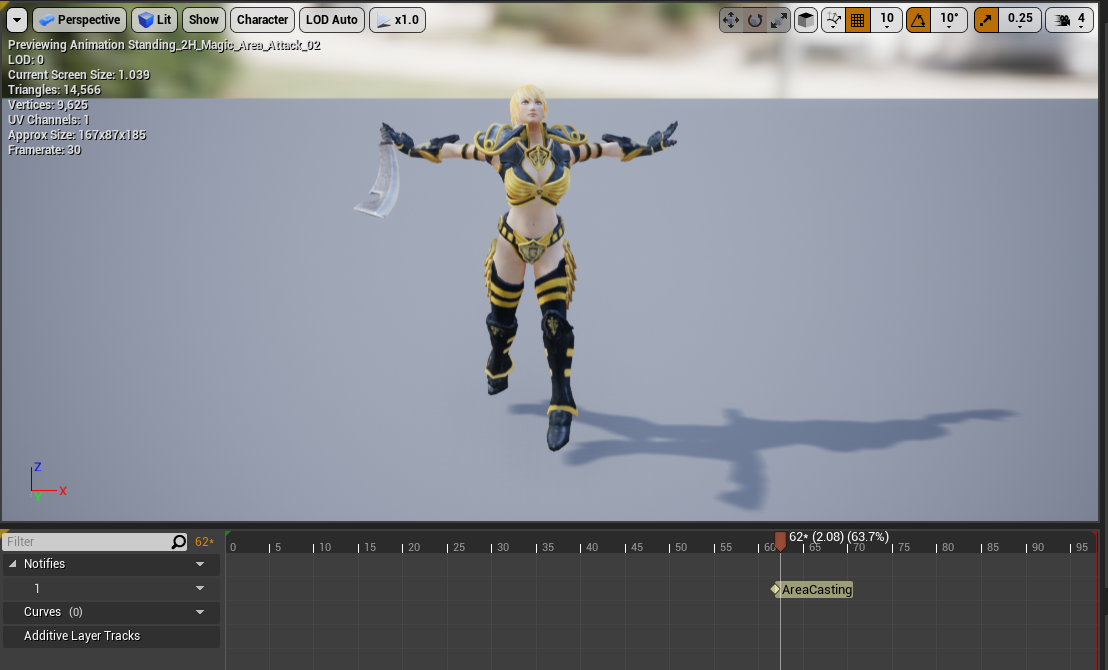 Perspective Lit Show Character LOD Auto x1.0 10 10° 0.25 4
Previewing Animation Standing_2H_Magic_Area_Attack_02
LOD: 0
Current Screen Size: 1.039
Triangles: 14,566
Vertices: 9,625
UV Channels: 1
Approx Size: 167x87x185
Framerate: 30
Z
X
Y
Filter 62*
62* (2.08) (63.7%)
0 5 10 15 20 25 30 35 40 45 50 55 60 65 70 75 80 85 90 95
Notifies
1
AreaCasting
Curves (0)
Additive Layer Tracks